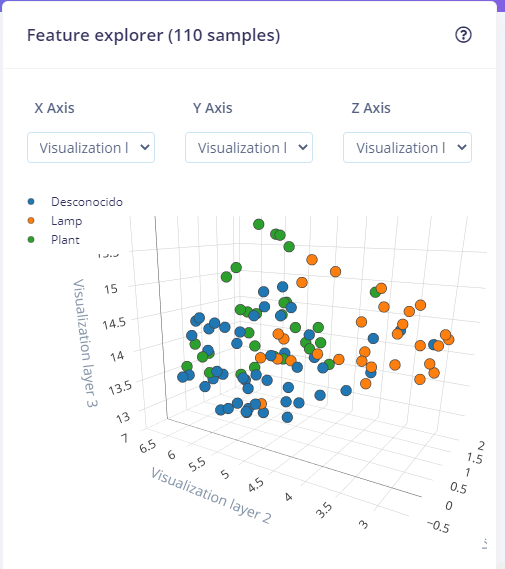 Feature explorer (110 samples)
X Axis Y Axis Z Axis
Visualization l Visualization l Visualization l
Desconocido
Lamp
Plant
15
14.5
14
13.5
13
Visualization layer 3
7
6.5
6
5.5
5
4.5
4
3.5
3
Visualization layer 2
2
1.5
1
0.5
0
−0.5